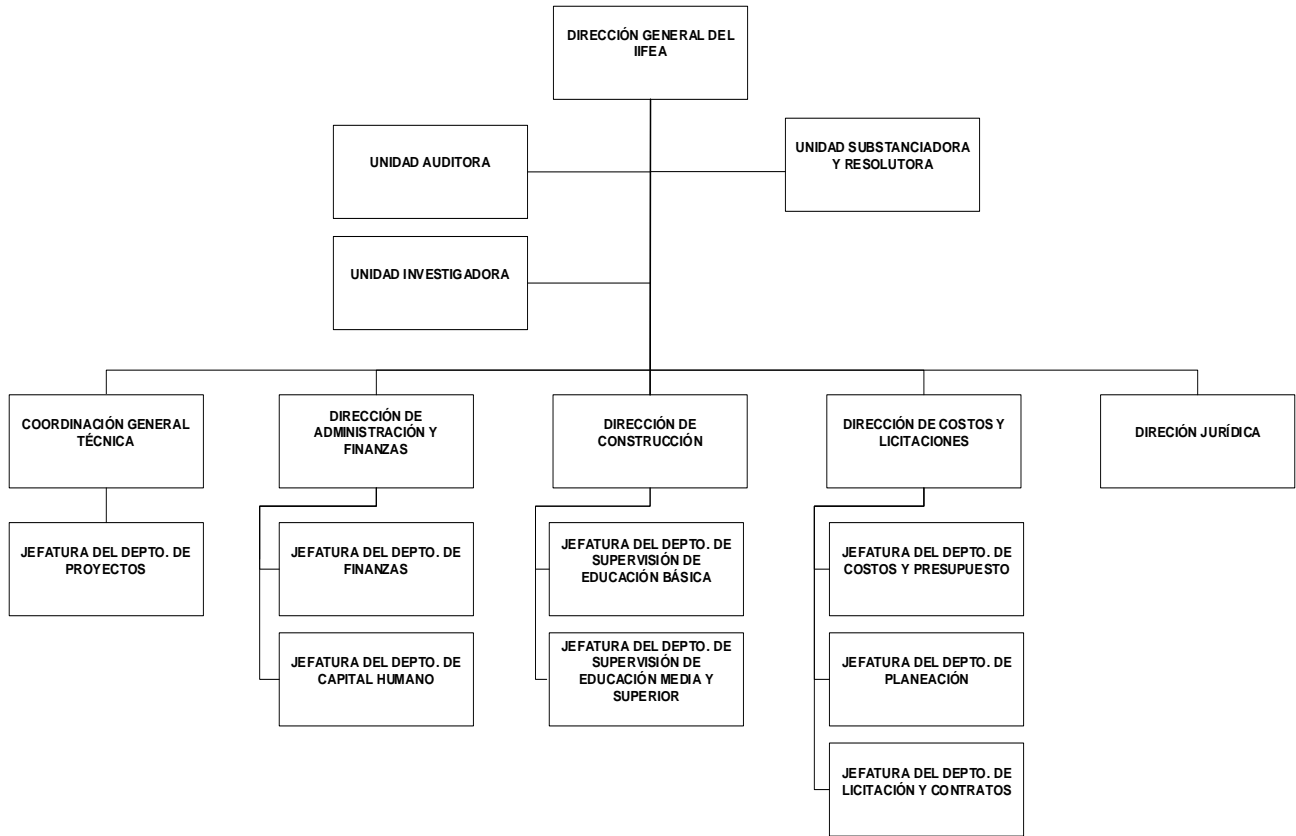 DIRECCIÓN GENERAL DEL
IIFEA
UNIDAD AUDITORA
UNIDAD SUBSTANCIADORA
Y RESOLUTORA
UNIDAD INVESTIGADORA
COORDINACIÓN GENERAL
TÉCNICA
DIRECCIÓN DE
ADMINISTRACIÓN Y
FINANZAS
DIRECCIÓN DE
CONSTRUCCIÓN
DIRECCIÓN DE COSTOS Y
LICITACIONES
DIRECIÓN JURÍDICA
JEFATURA DEL DEPTO. DE
PROYECTOS
JEFATURA DEL DEPTO. DE
FINANZAS
JEFATURA DEL DEPTO. DE
SUPERVISIÓN DE
EDUCACIÓN BÁSICA
JEFATURA DEL DEPTO. DE
COSTOS Y PRESUPUESTO
JEFATURA DEL DEPTO. DE
CAPITAL HUMANO
JEFATURA DEL DEPTO. DE
SUPERVISIÓN DE
EDUCACIÓN MEDIA Y
SUPERIOR
JEFATURA DEL DEPTO. DE
PLANEACIÓN
JEFATURA DEL DEPTO. DE
LICITACIÓN Y CONTRATOS